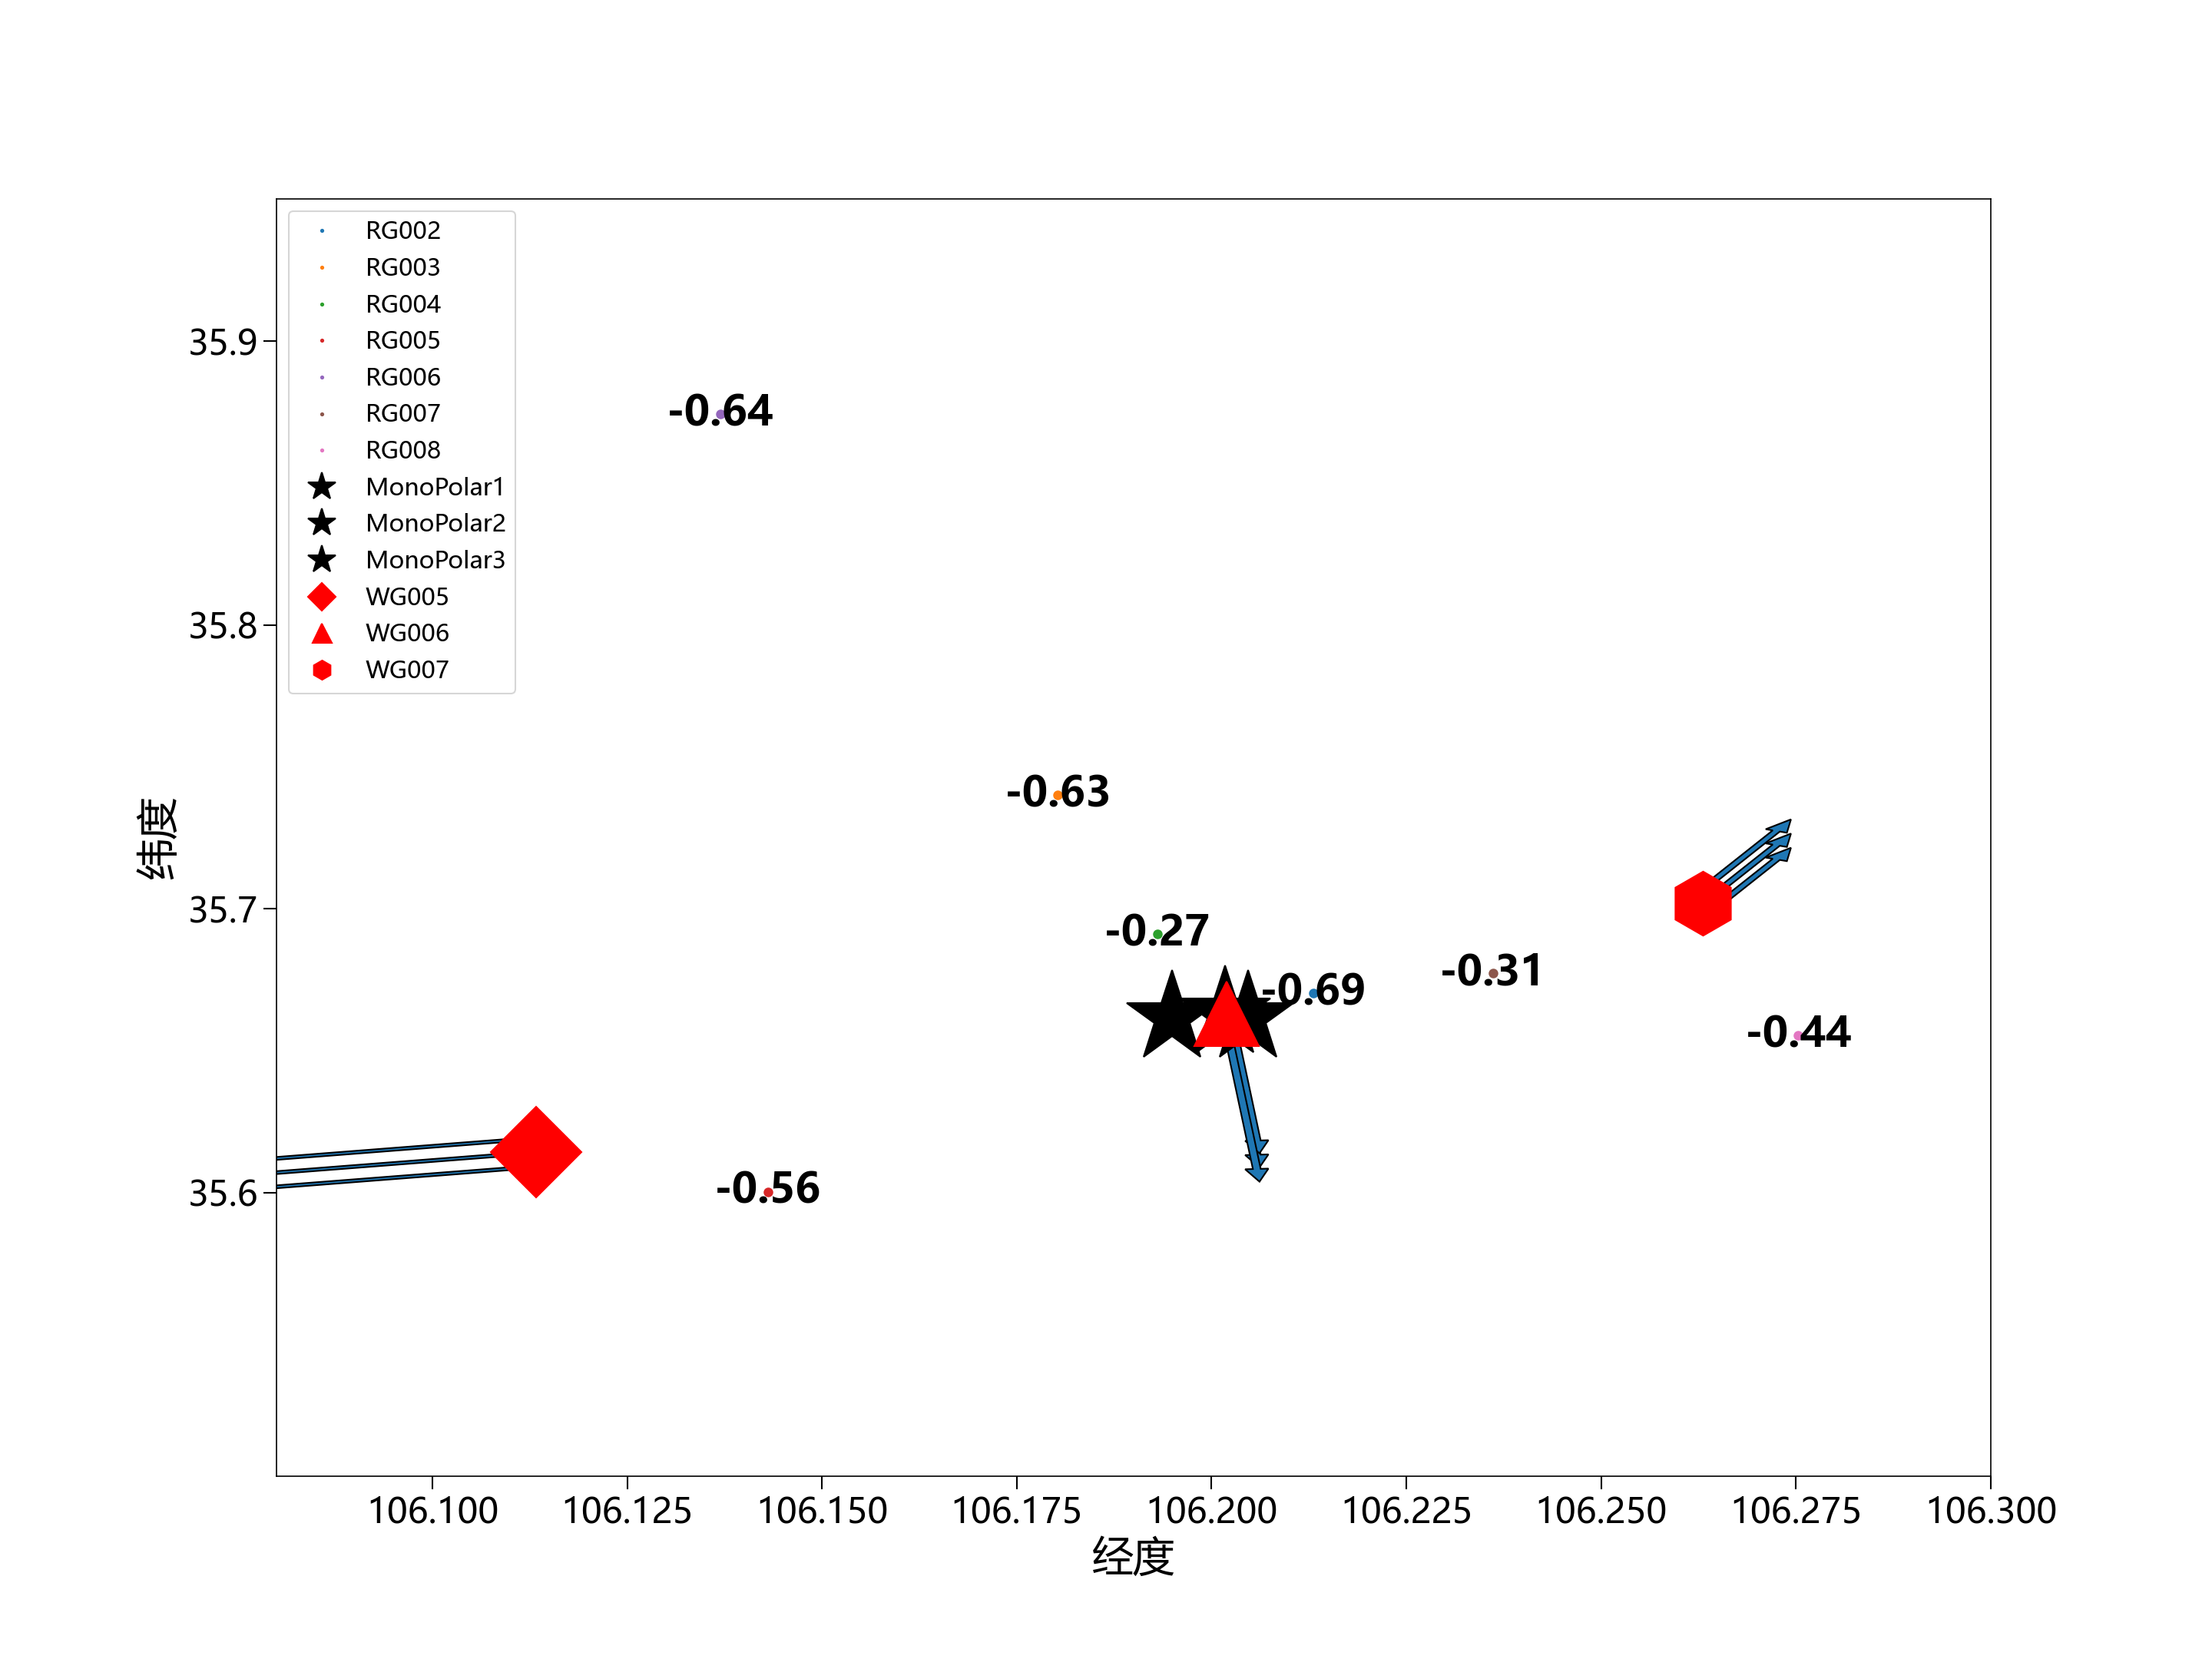 RG002
RG003
RG004
RG005
RG006
RG007
RG008
MonoPolar1
MonoPolar2
MonoPolar3
WG005
WG006
WG007
35.9
35.8
35.7
35.6
纬度
-0.64
-0.63
-0.27
-0.69
-0.31
-0.44
-0.56
106.100
106.125
106.150
106.175
106.200
106.225
106.250
106.275
106.300
经度